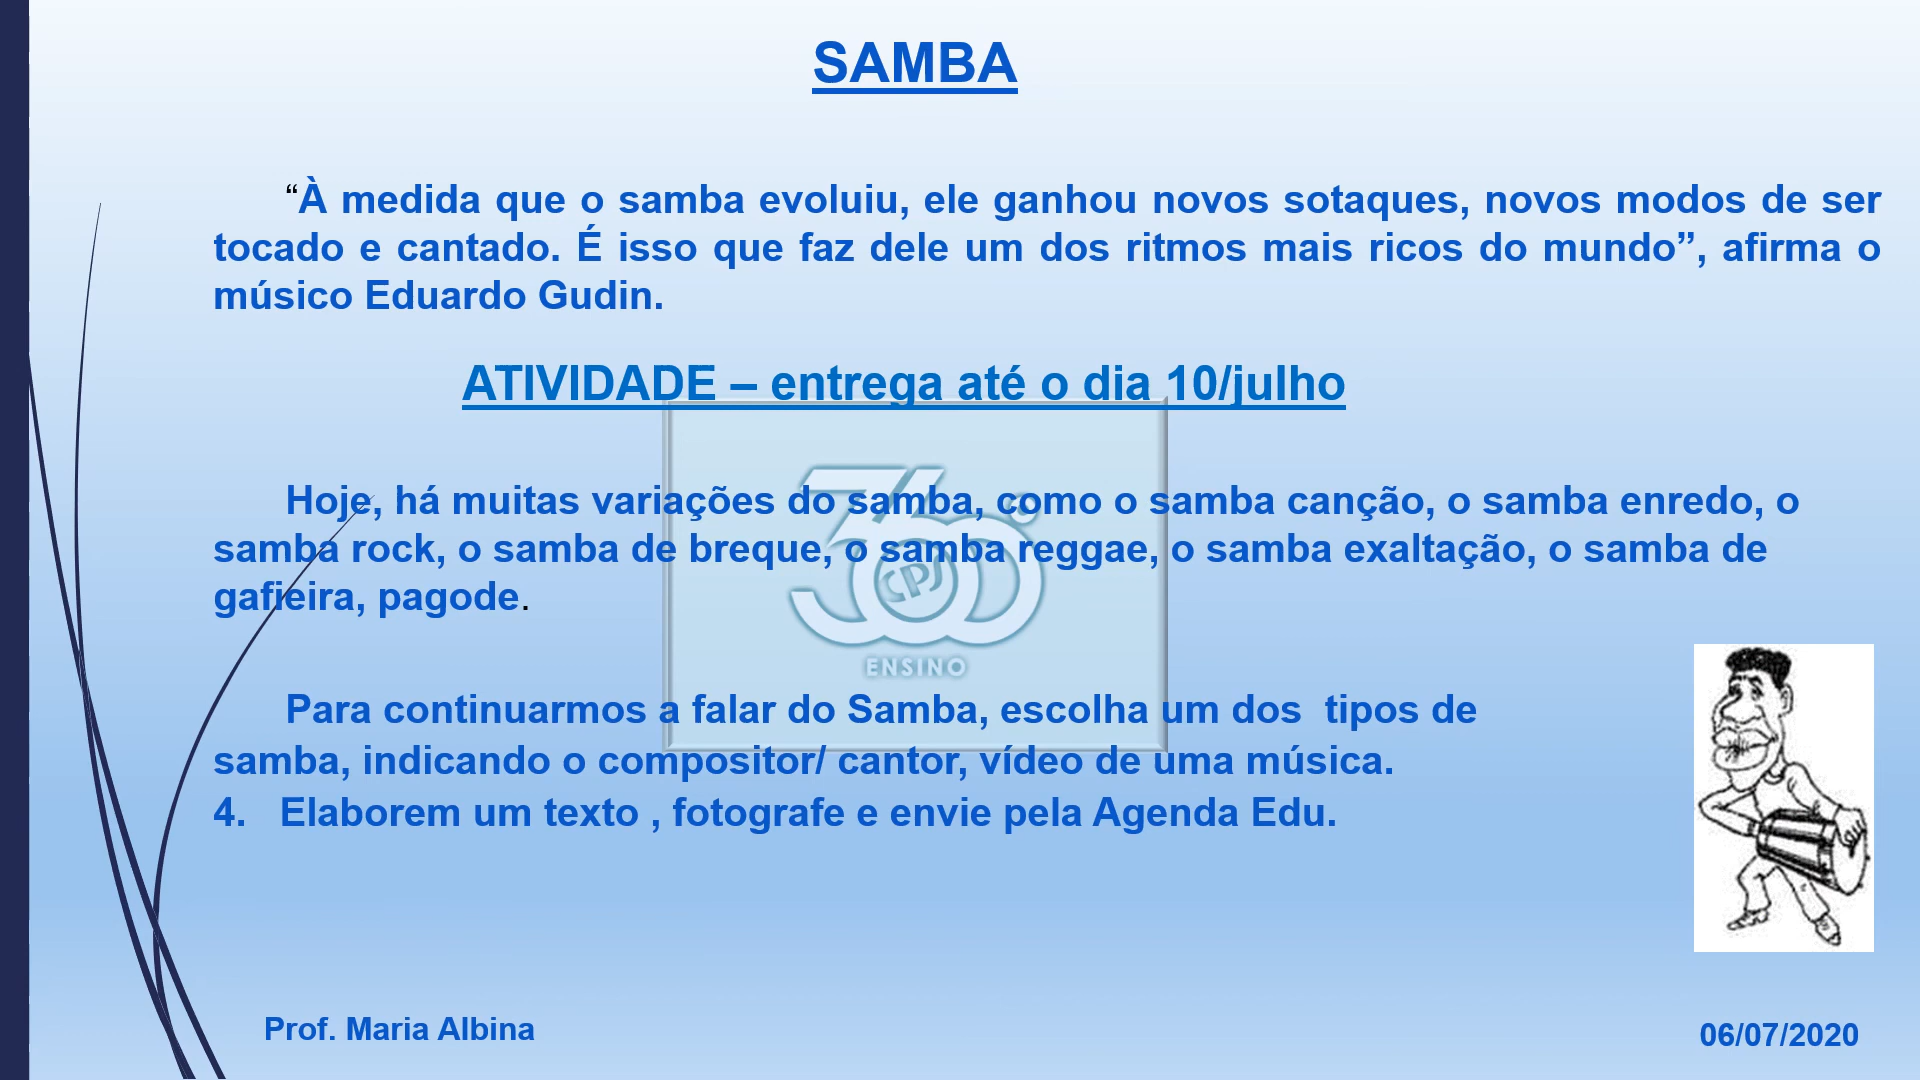 SAMBA
“À medida que o samba evoluiu, ele ganhou novos sotaques, novos modos de ser
tocado e cantado. É isso que faz dele um dos ritmos mais ricos do mundo”, afirma o
músico Eduardo Gudin.
ATIVIDADE – entrega até o dia 10/julho
Hoje, há muitas variações do samba, como o samba canção, o samba enredo, o
samba rock, o samba de breque, o samba reggae, o samba exaltação, o samba de
gafieira, pagode.
360°
CPS
ENSINO
Para continuarmos a falar do Samba, escolha um dos  tipos de
samba, indicando o compositor/ cantor, vídeo de uma música.
4.   Elaborem um texto , fotografe e envie pela Agenda Edu.
Prof. Maria Albina
06/07/2020